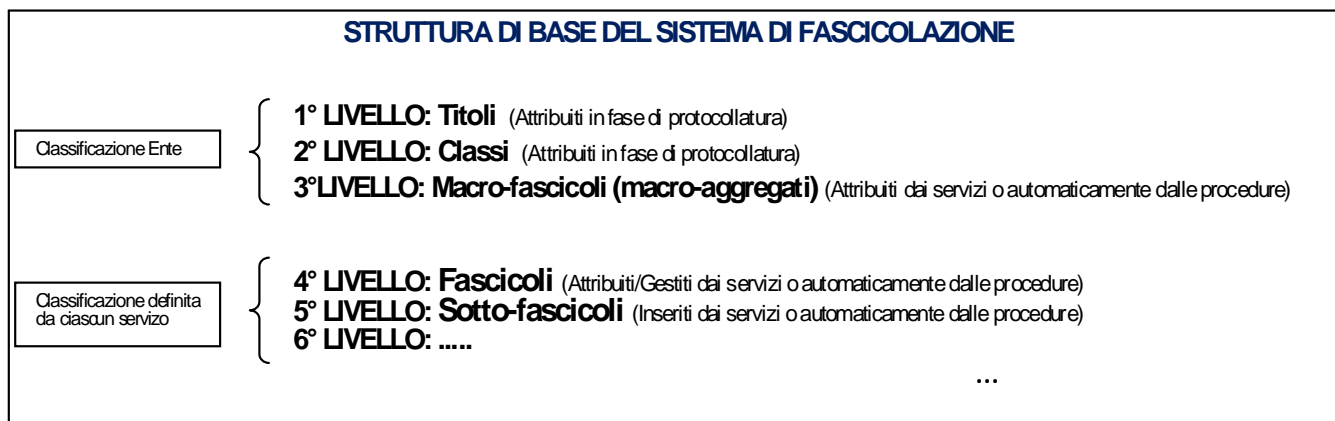 STRUTTURA DI BASE DEL SISTEMA DI FASCICOLAZIONE
Classificazione Ente
1° LIVELLO: Titoli (Attribuiti in fase di protocollatura)
2° LIVELLO: Classi (Attribuiti in fase di protocollatura)
3°LIVELLO: Macro-fascicoli (macro-aggregati) (Attribuiti dai servizi o automaticamente dalle procedure)
Classificazione definita
da ciascun servizo
4° LIVELLO: Fascicoli (Attribuiti/Gestiti dai servizi o automaticamente dalle procedure)
5° LIVELLO: Sotto-fascicoli (Inseriti dai servizi o automaticamente dalle procedure)
6° LIVELLO: .....
...